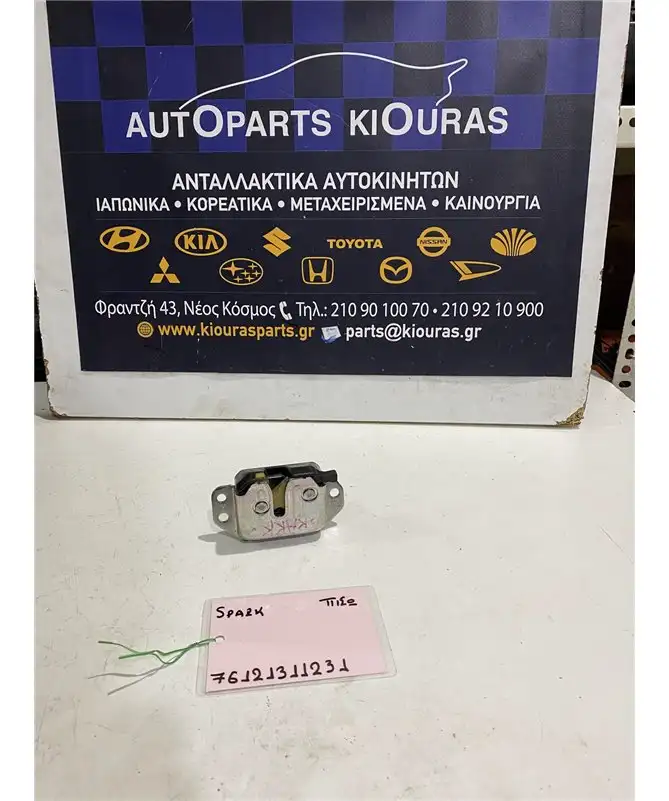 AUTOPARTS KIOURAS
ΑΝΤΑΛΛΑΚΤΙΚΑ ΑΥΤΟΚΙΝΗΤΩΝ
ΙΑΠΩΝΙΚΑ • ΚΟΡΕΑΤΙΚΑ • ΜΕΤΑΧΕΙΡΙΣΜΕΝΑ • ΚΑΙΝΟΥΡΓΙΑ
KIA TOYOTA NISSAN
SUBARU
Φραντζή 43, Νέος Κόσμος Τηλ.: 210 90 100 70 • 210 92 10 900
www.kiourasparts.gr parts@kiouras.gr
SPARK ΠΙΣΩ
76121311231